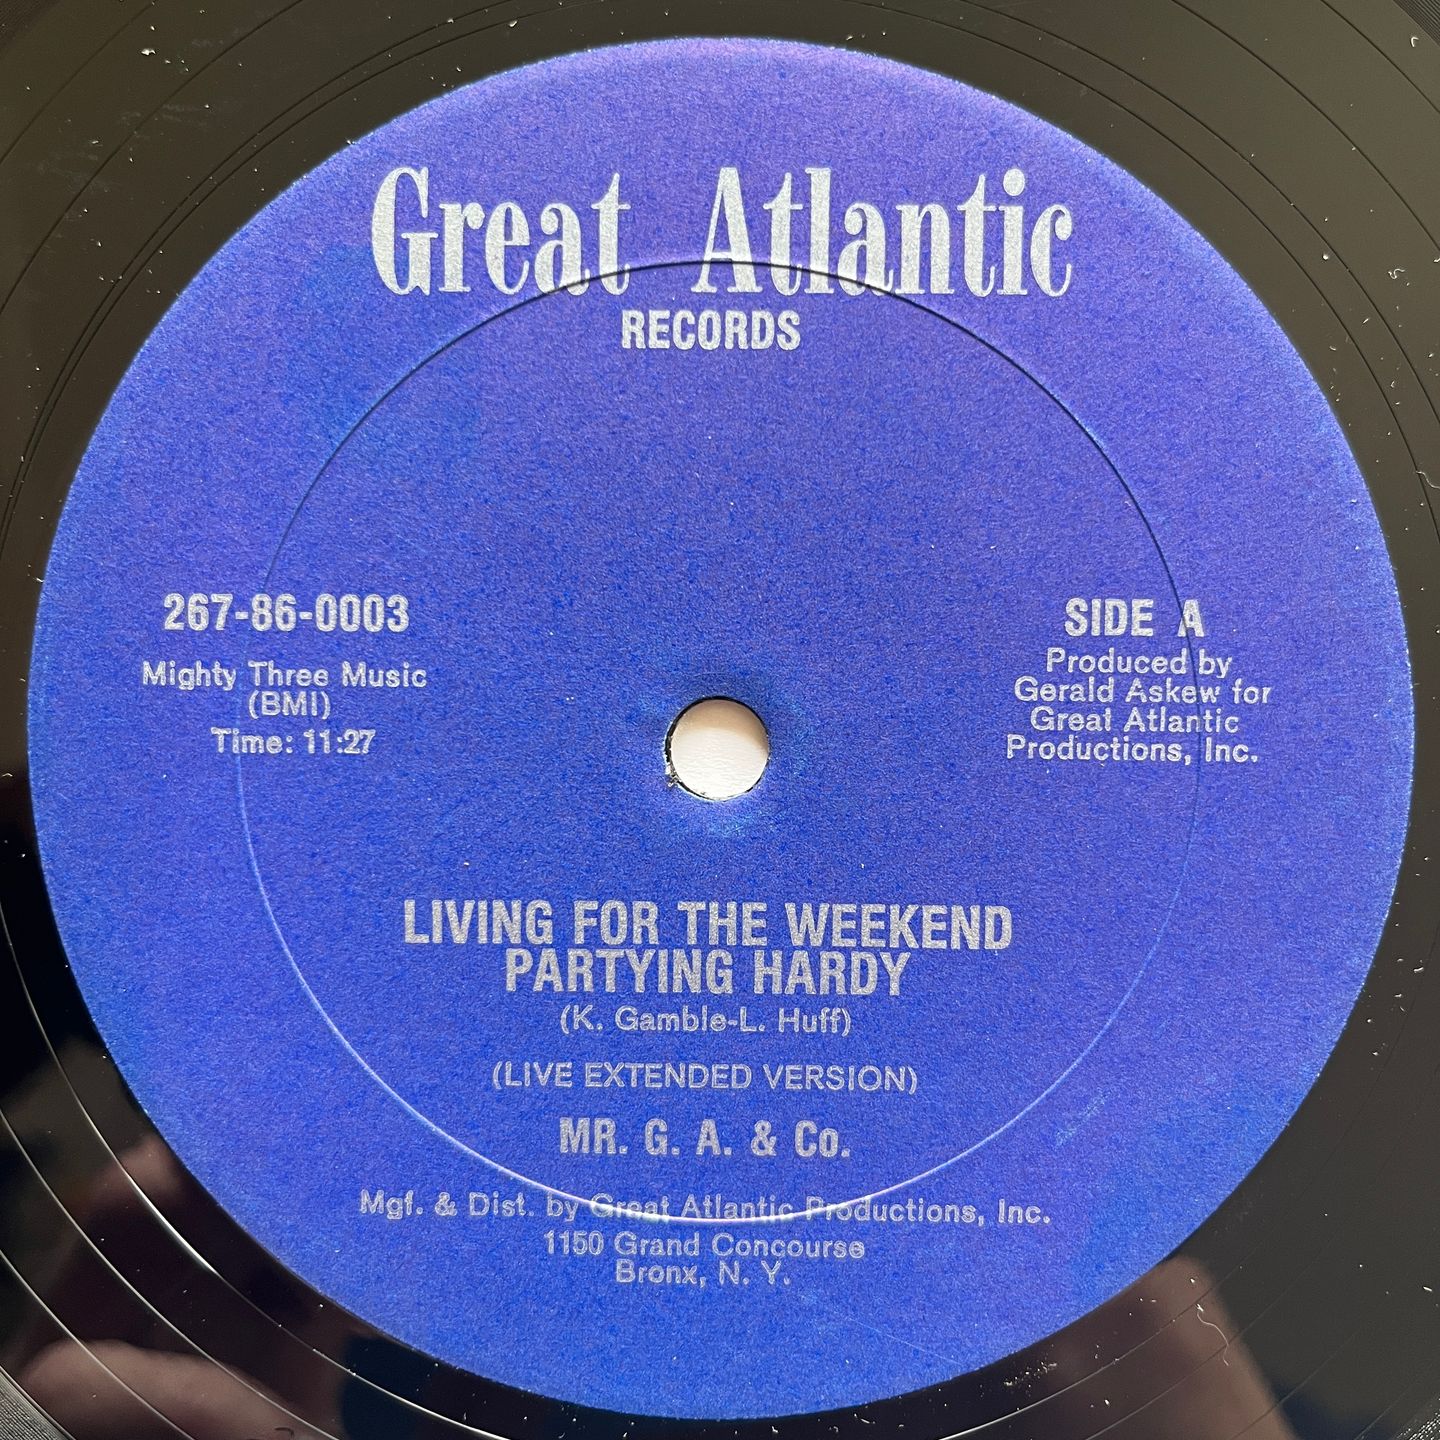 Great Atlantic
RECORDS
267-86-0003
Mighty Three Music
(BMI)
Time: 11:27
SIDE A
Produced by
Gerald Askew for
Great Atlantic
Productions, Inc.
LIVING FOR THE WEEKEND
PARTYING HARDY
(K. Gamble-L. Huff)
(LIVE EXTENDED VERSION)
MR. G. A. & Co.
Mgf. & Dist. by Great Atlantic Productions, Inc.
1150 Grand Concourse
Bronx, N. Y.